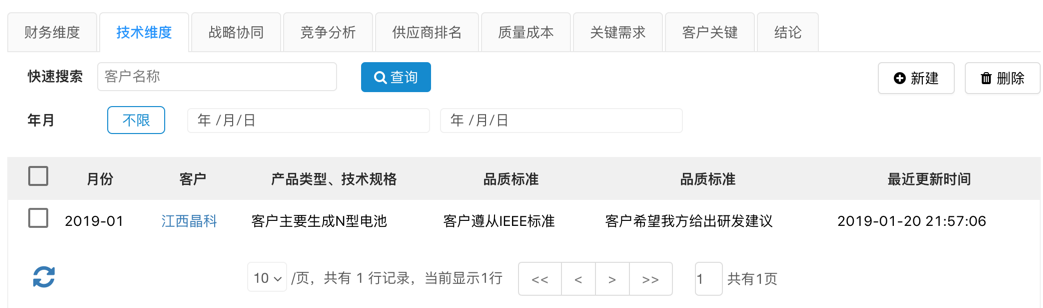 财务维度 技术维度 战略协同 竞争分析 供应商排名 质量成本 关键需求 客户关键 结论
快速搜索 客户名称 查询 新建 删除
年月 不限 年 /月/日 年 /月/日
月份 客户 产品类型、技术规格 品质标准 品质标准 最近更新时间
2019-01 江西晶科 客户主要生成N型电池 客户遵从IEEE标准 客户希望我方给出研发建议 2019-01-20 21:57:06
10 /页，共有 1 行记录，当前显示1行 << < > >> 1 共有1页